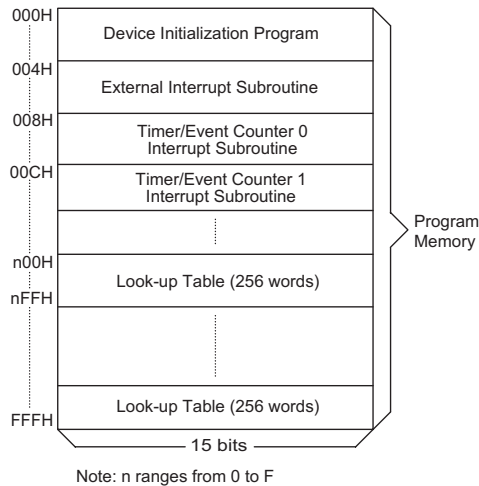 000H
Device Initialization Program
004H
External Interrupt Subroutine
008H
Timer/Event Counter 0
Interrupt Subroutine
00CH
Timer/Event Counter 1
Interrupt Subroutine
Program
Memory
n00H
Look-up Table (256 words)
nFFH
Look-up Table (256 words)
FFFH
15 bits
Note: n ranges from 0 to F